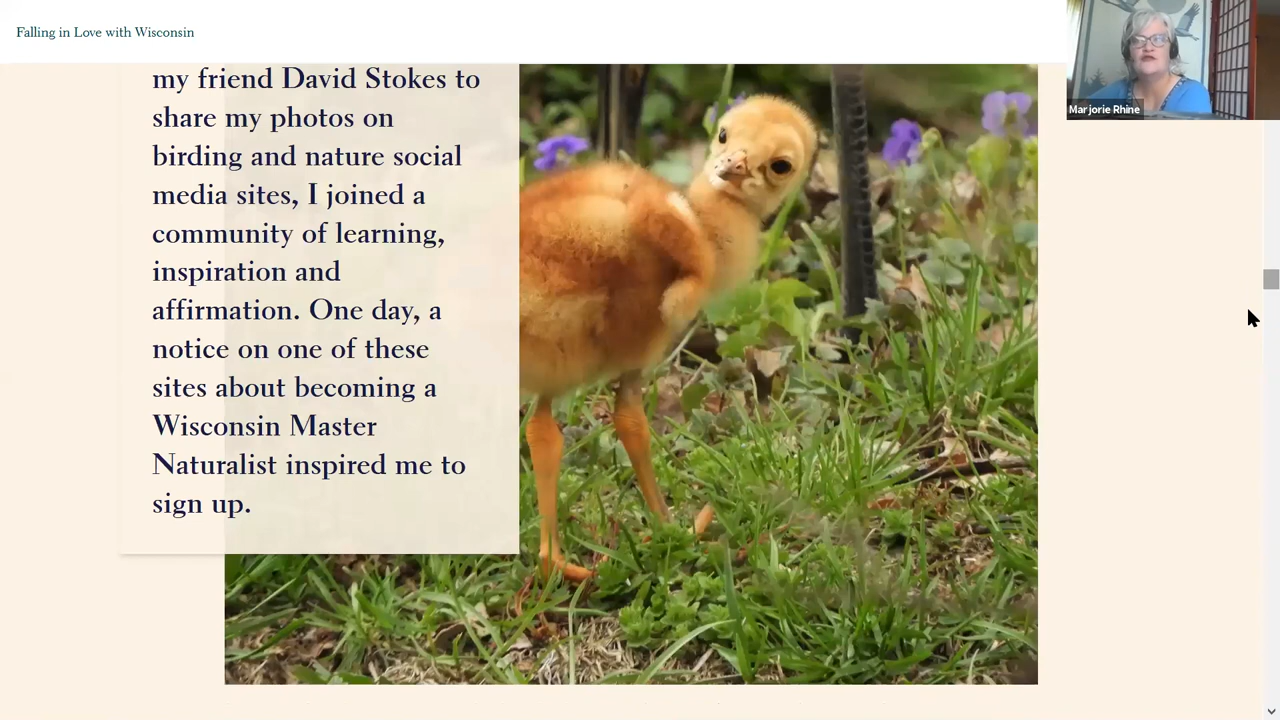 Falling in Love with Wisconsin
my friend David Stokes to
share my photos on
birding and nature social
media sites, I joined a
community of learning,
inspiration and
affirmation. One day, a
notice on one of these
sites about becoming a
Wisconsin Master
Naturalist inspired me to
sign up.
Marjorie Rhine